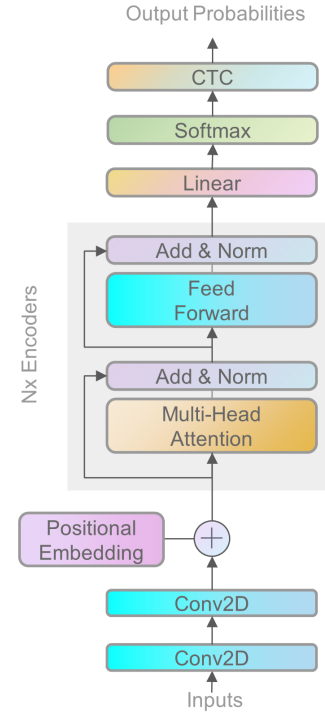 Output Probabilities
CTC
Softmax
Linear
Add & Norm
Feed
Forward
Nx Encoders
Add & Norm
Multi-Head
Attention
Positional
Embedding
Conv2D
Conv2D
Inputs